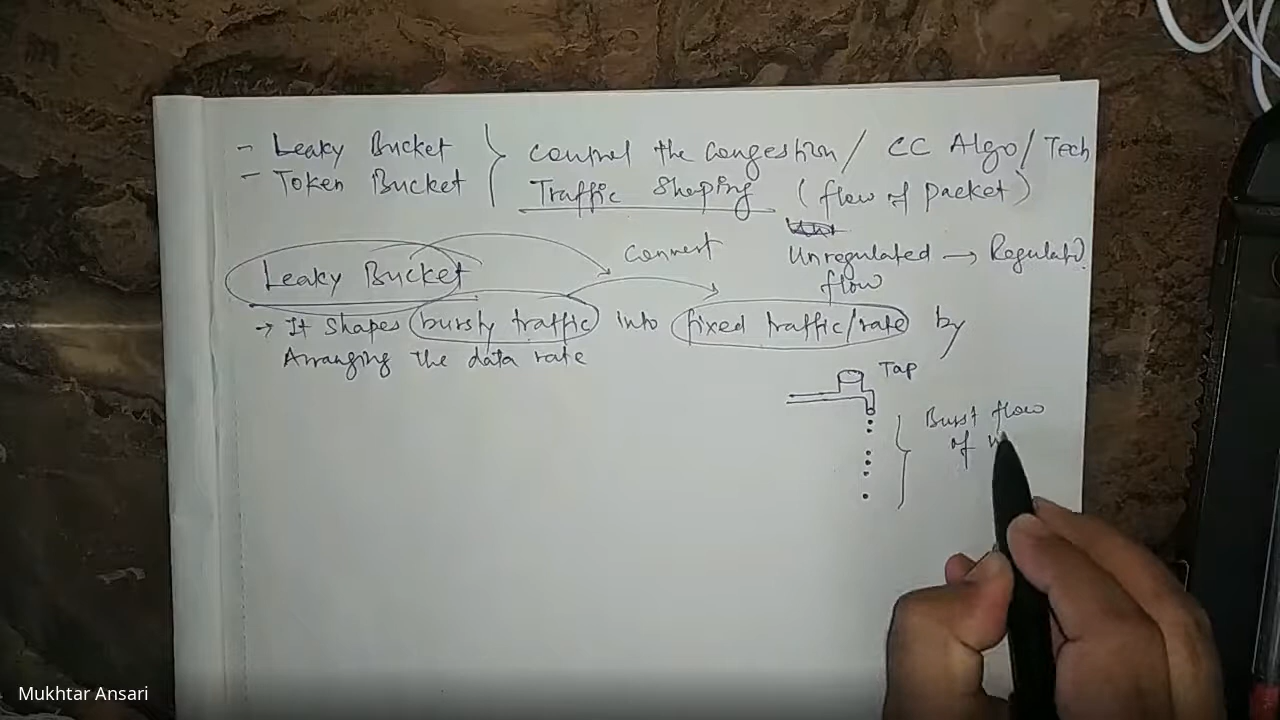 - Leaky Bucket
- Token Bucket
control the congestion / CC Algo / Tech
Traffic Shaping (flow of packet)
Leaky Bucket
convert
Unregulated → Regulated
flow
→ It shapes bursty traffic into fixed traffic/rate by
Arranging the data rate
Tap
Burst flow
of w
Mukhtar Ansari